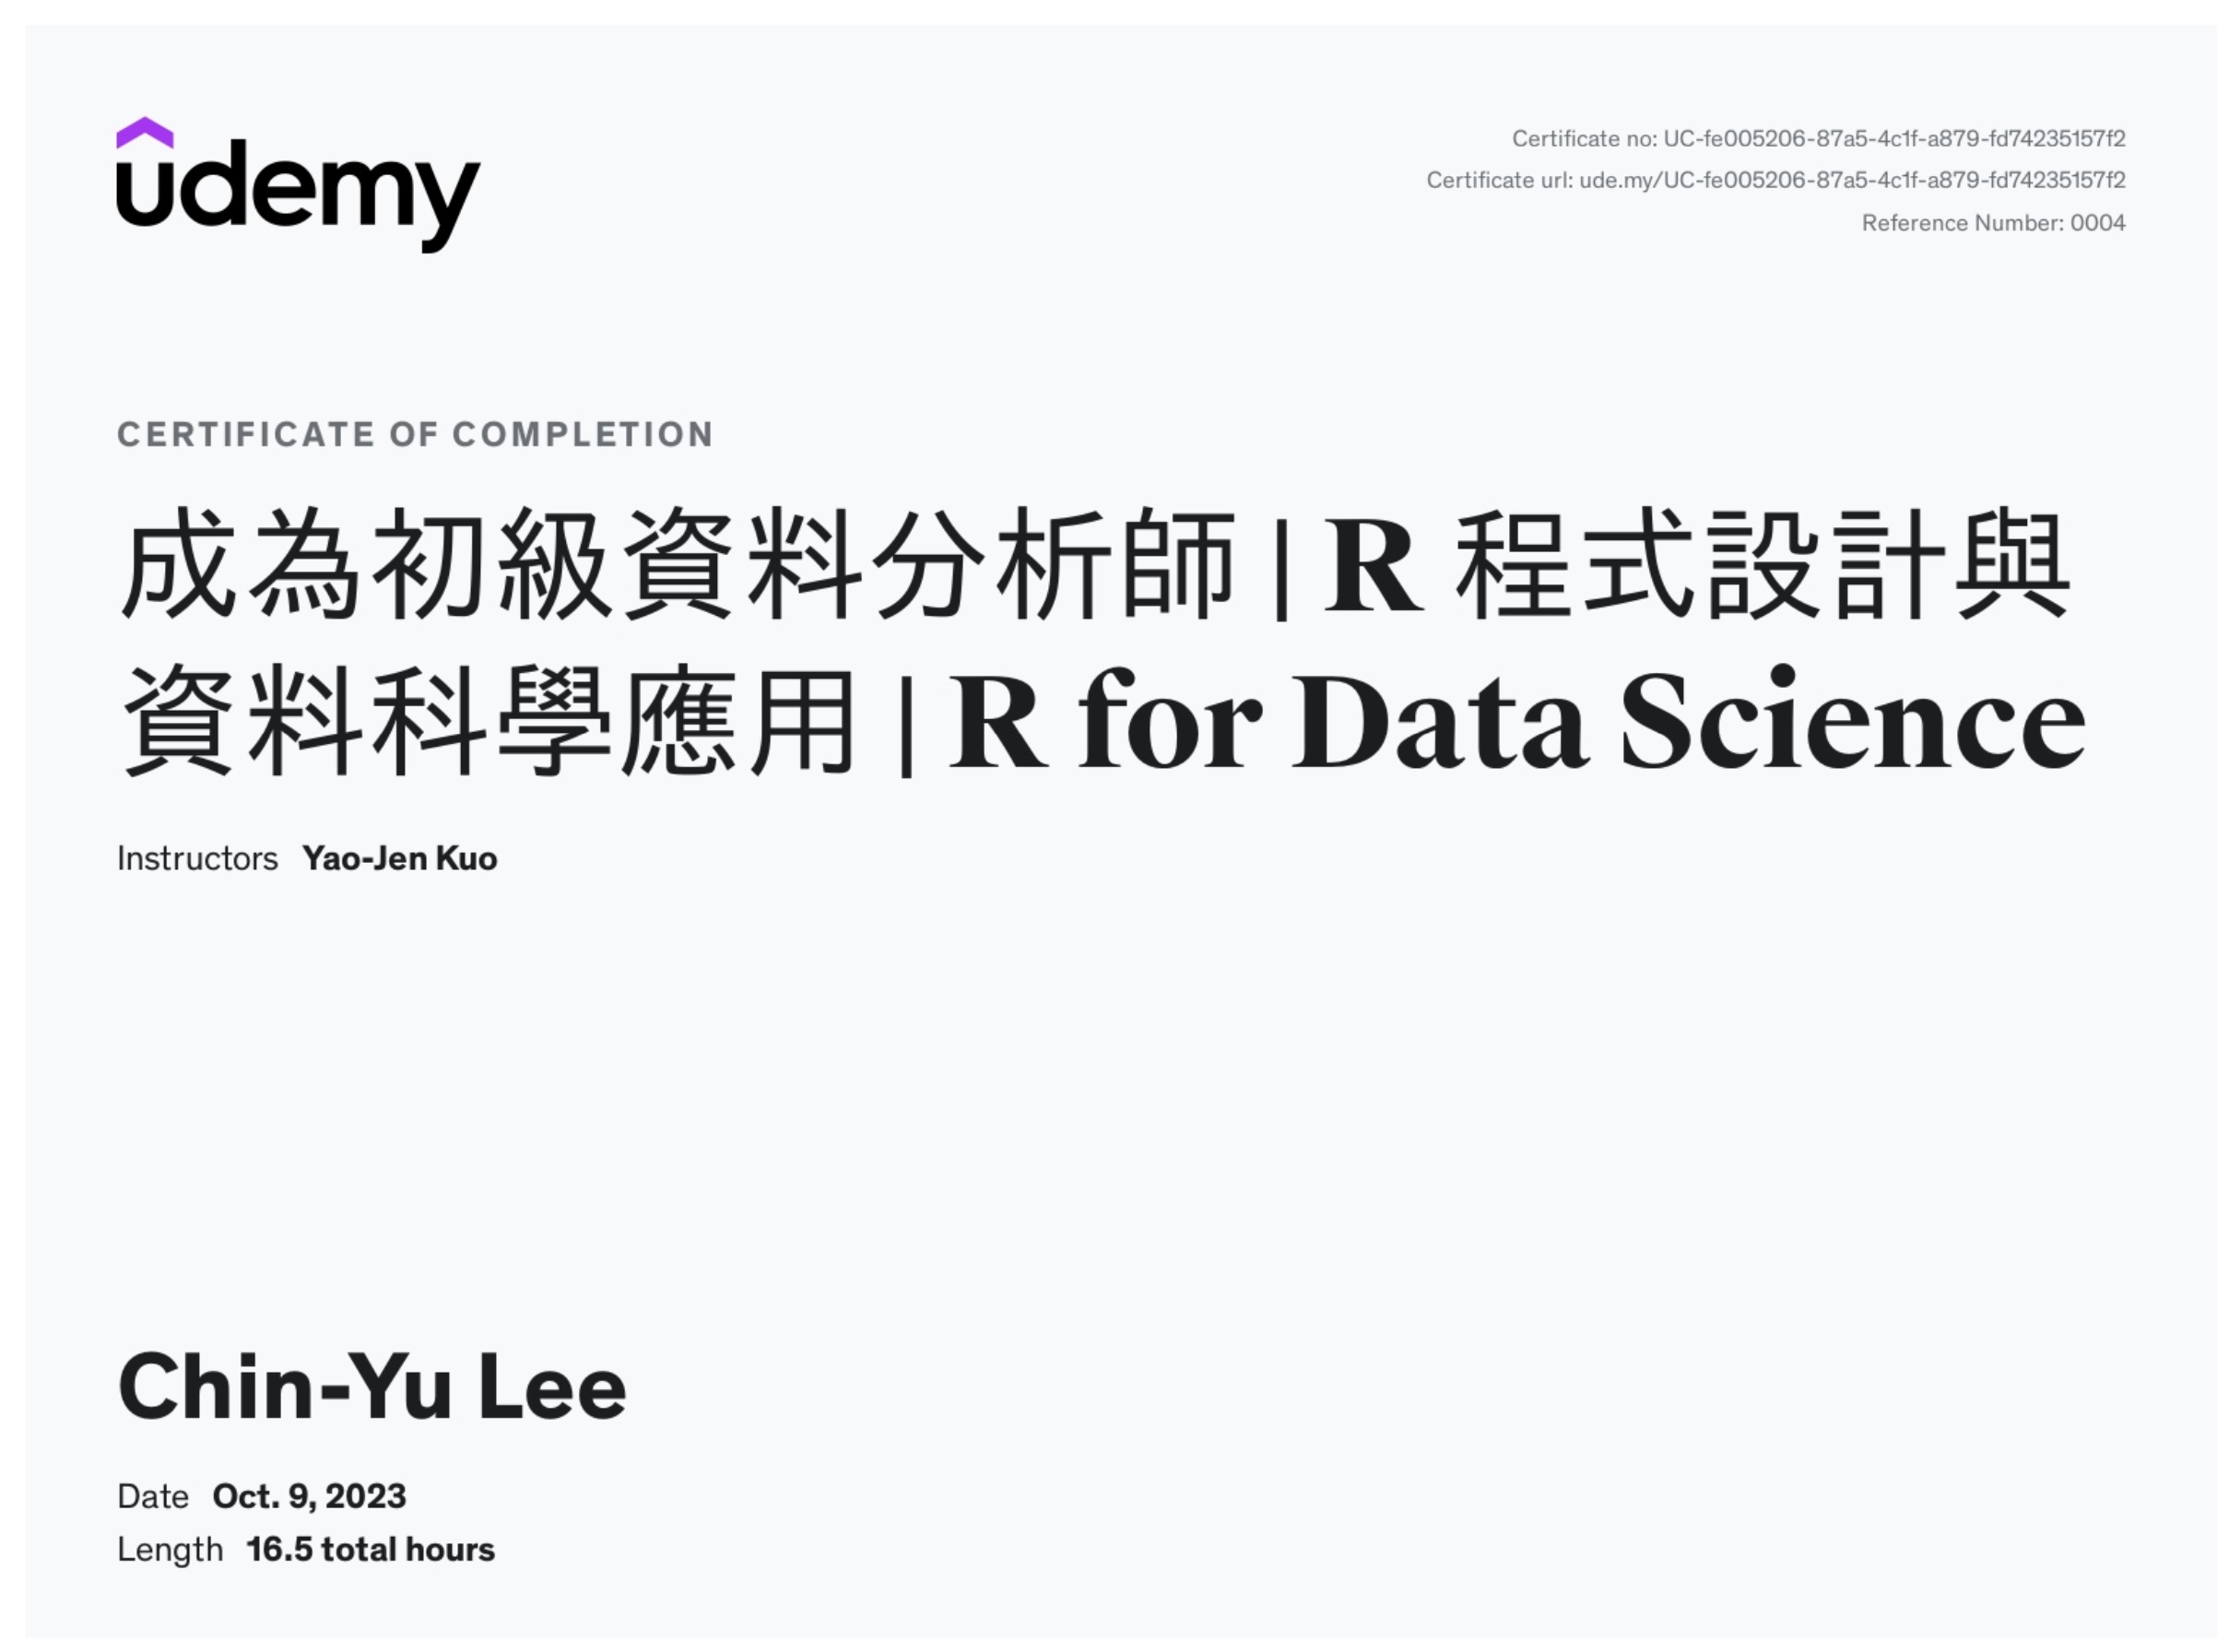 udemy
Certificate no: UC-fe005206-87a5-4c1f-a879-fd74235157f2
Certificate url: ude.my/UC-fe005206-87a5-4c1f-a879-fd74235157f2
Reference Number: 0004
CERTIFICATE OF COMPLETION
成為初級資料分析師 | R 程式設計與
資料科學應用 | R for Data Science
Instructors Yao-Jen Kuo
Chin-Yu Lee
Date Oct. 9, 2023
Length 16.5 total hours